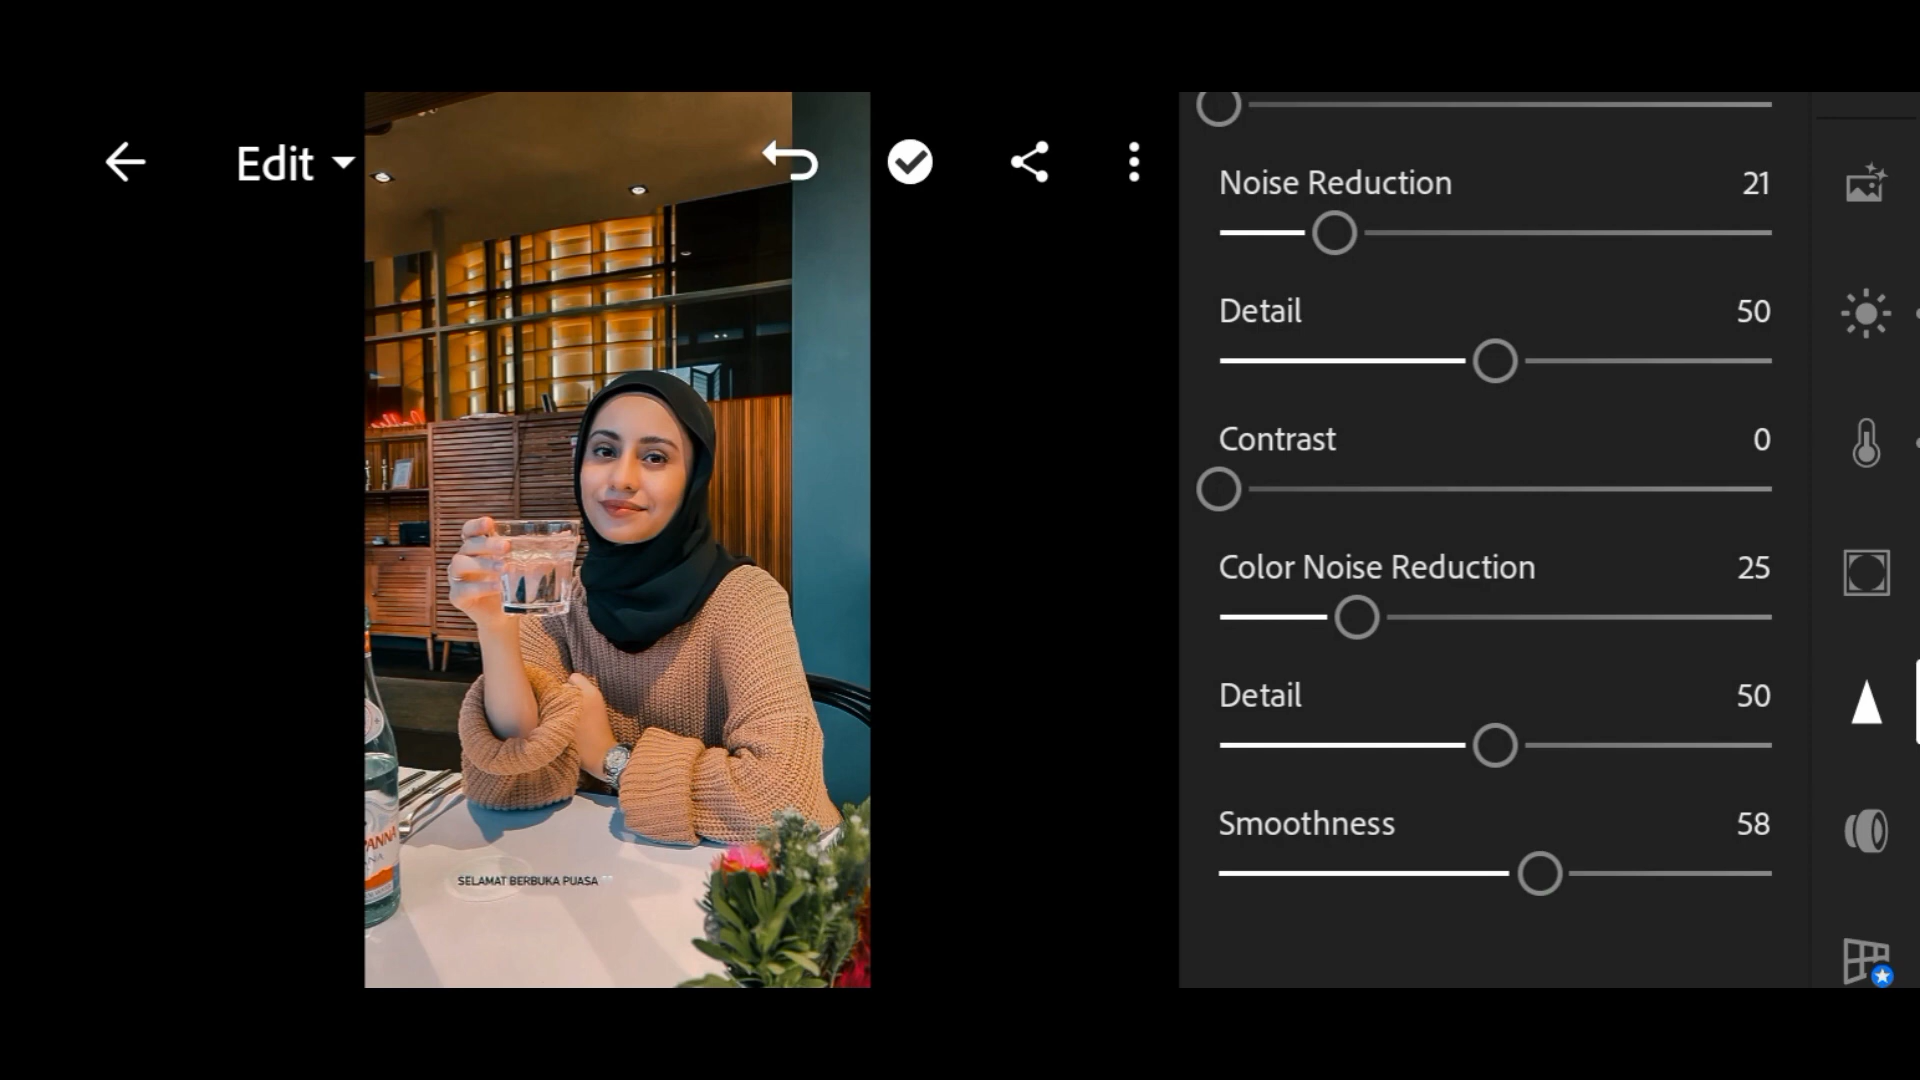 Edit
Noise Reduction 21
Detail 50
Contrast 0
Color Noise Reduction 25
Detail 50
Smoothness 58
PANNA
SELAMAT BERBUKA PUASA